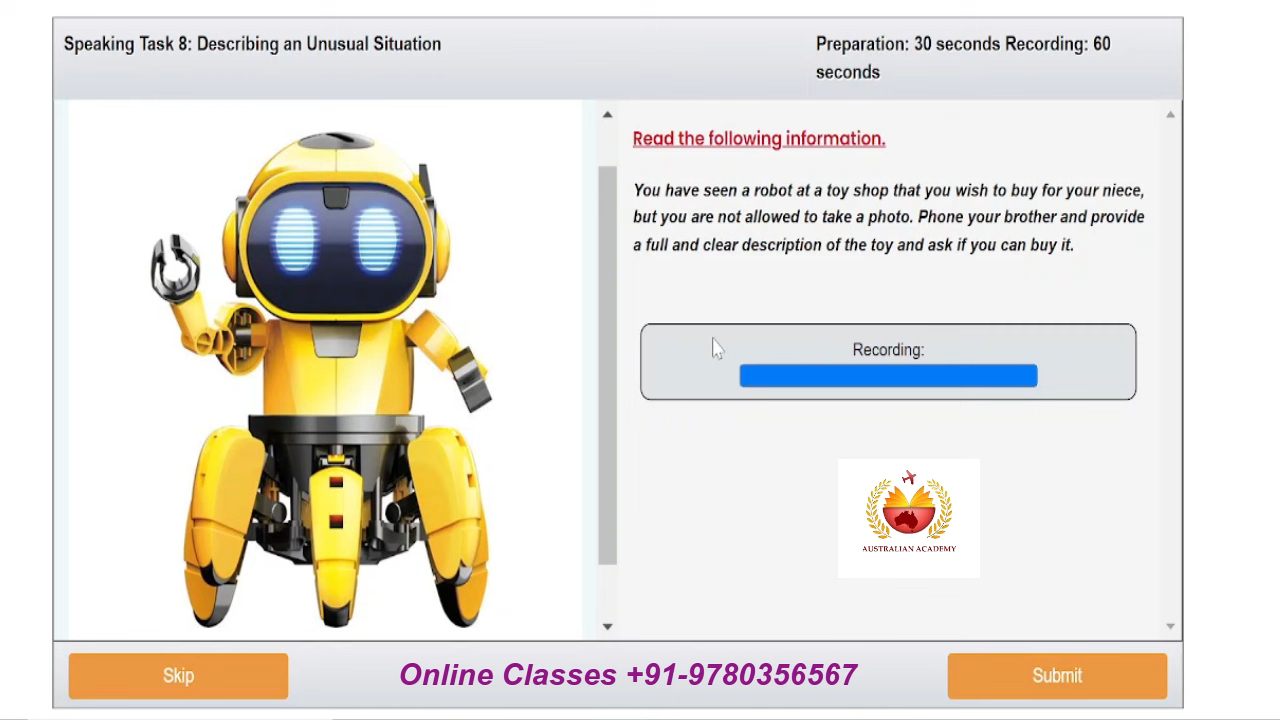 Speaking Task 8: Describing an Unusual Situation
Preparation: 30 seconds Recording: 60
seconds
Read the following information.
You have seen a robot at a toy shop that you wish to buy for your niece,
but you are not allowed to take a photo. Phone your brother and provide
a full and clear description of the toy and ask if you can buy it.
Recording:
AUSTRALIAN ACADEMY
Skip
Online Classes +91-9780356567
Submit